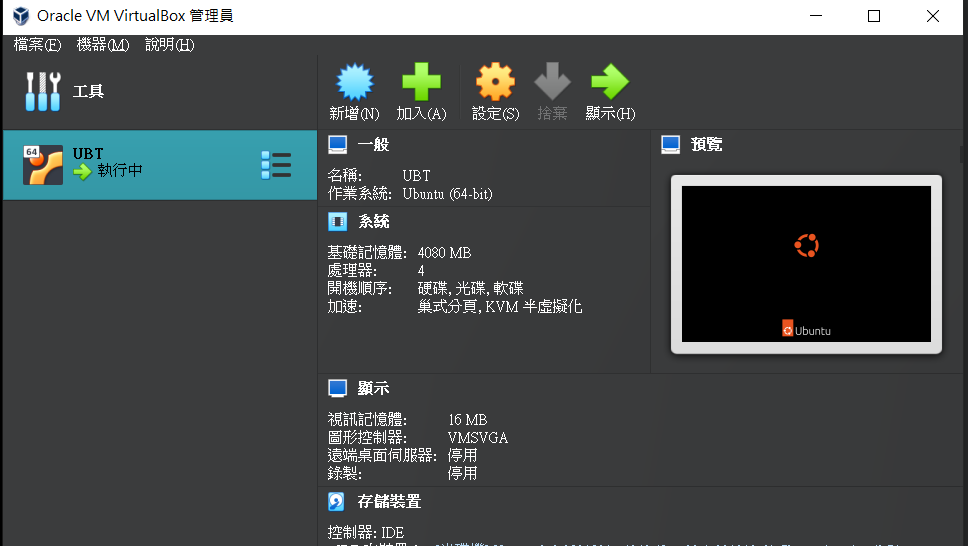 Oracle VM VirtualBox 管理員
檔案(F) 機器(M) 說明(H)
工具
新增(N) 加入(A) 設定(S) 捨棄 顯示(H)
64
UBT
執行中
一般
名稱: UBT
作業系統: Ubuntu (64-bit)
系統
基礎記憶體: 4080 MB
處理器: 4
開機順序: 硬碟, 光碟, 軟碟
加速: 巢式分頁, KVM 半虛擬化
預覽
Ubuntu
顯示
視訊記憶體: 16 MB
圖形控制器: VMSVGA
遠端桌面伺服器: 停用
錄製: 停用
存儲裝置
控制器: IDE